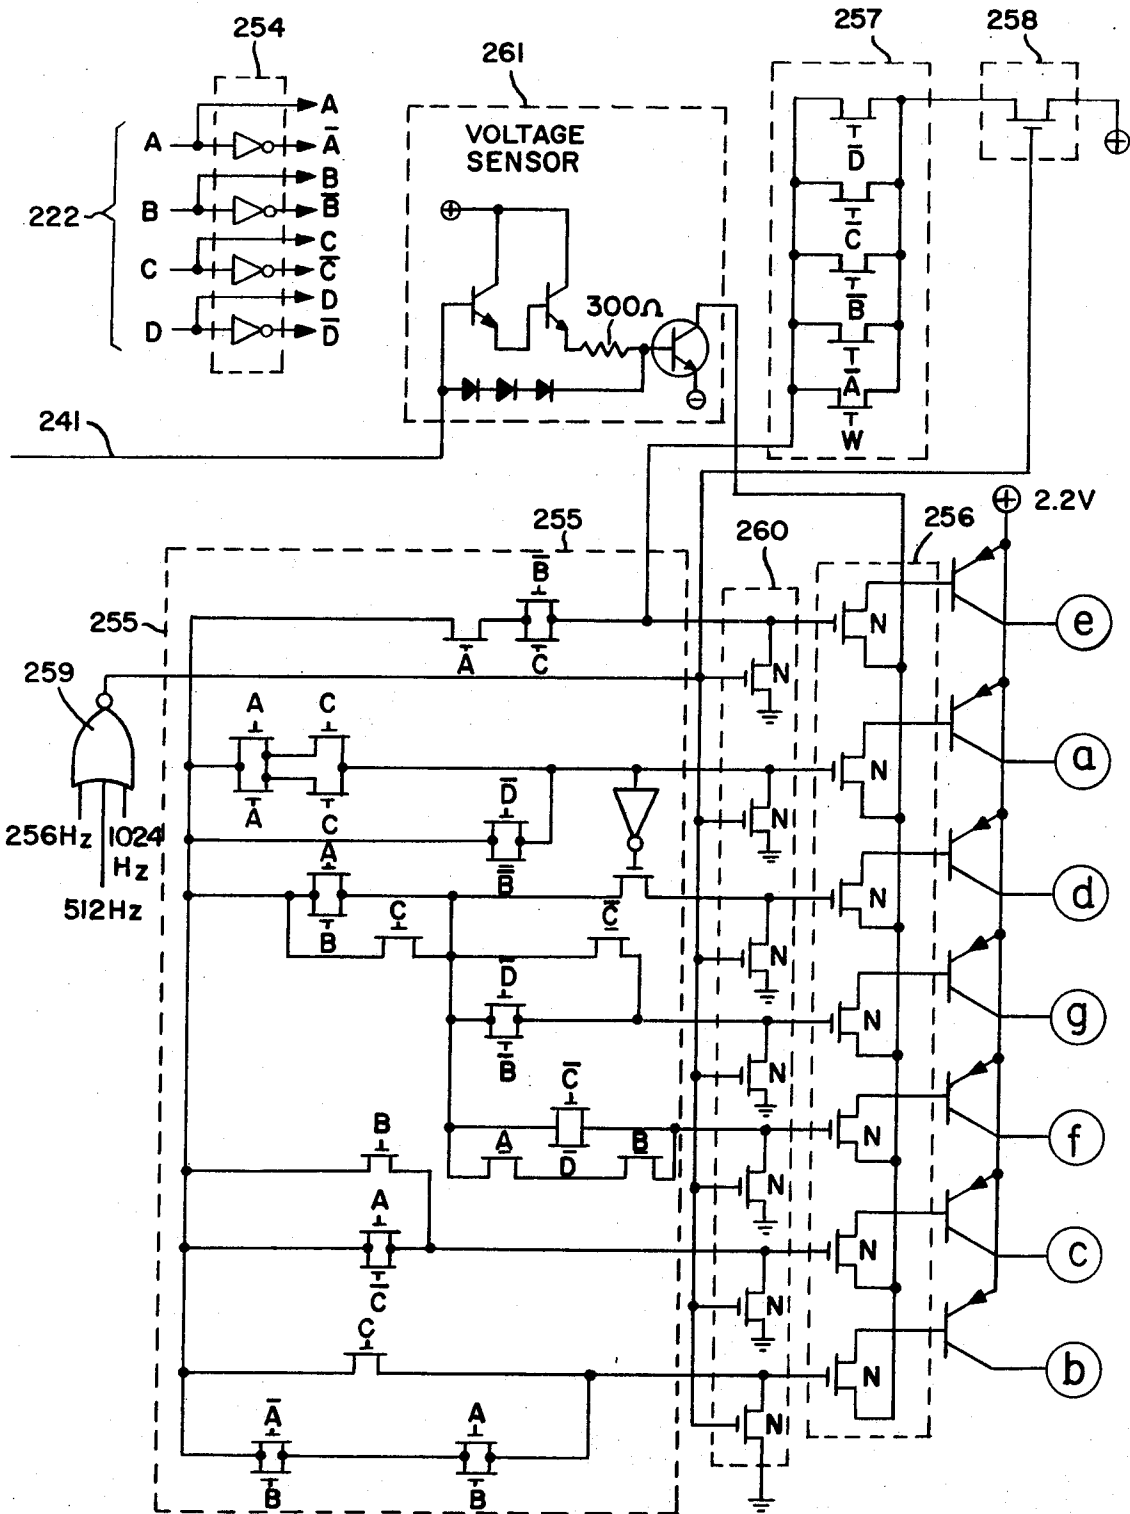 254
261
257
258
A
A
A̅
B
B
B̅
C
C
C̅
D
D
D̅
222
VOLTAGE
SENSOR
300Ω
D̅
C̅
B̅
A̅
W
241
255
260
256
2.2V
255
B̅
A̅
C̅
N
N
e
259
A
C
A̅
C̅
N
N
a
256Hz
1024
Hz
512Hz
D̅
B̅
A
B
C
C̅
N
N
d
D̅
B̅
N
N
g
C̅
D̅
A
B
N
N
f
B
A
C̅
N
N
c
C
A̅
B
A
B̅
N
N
b